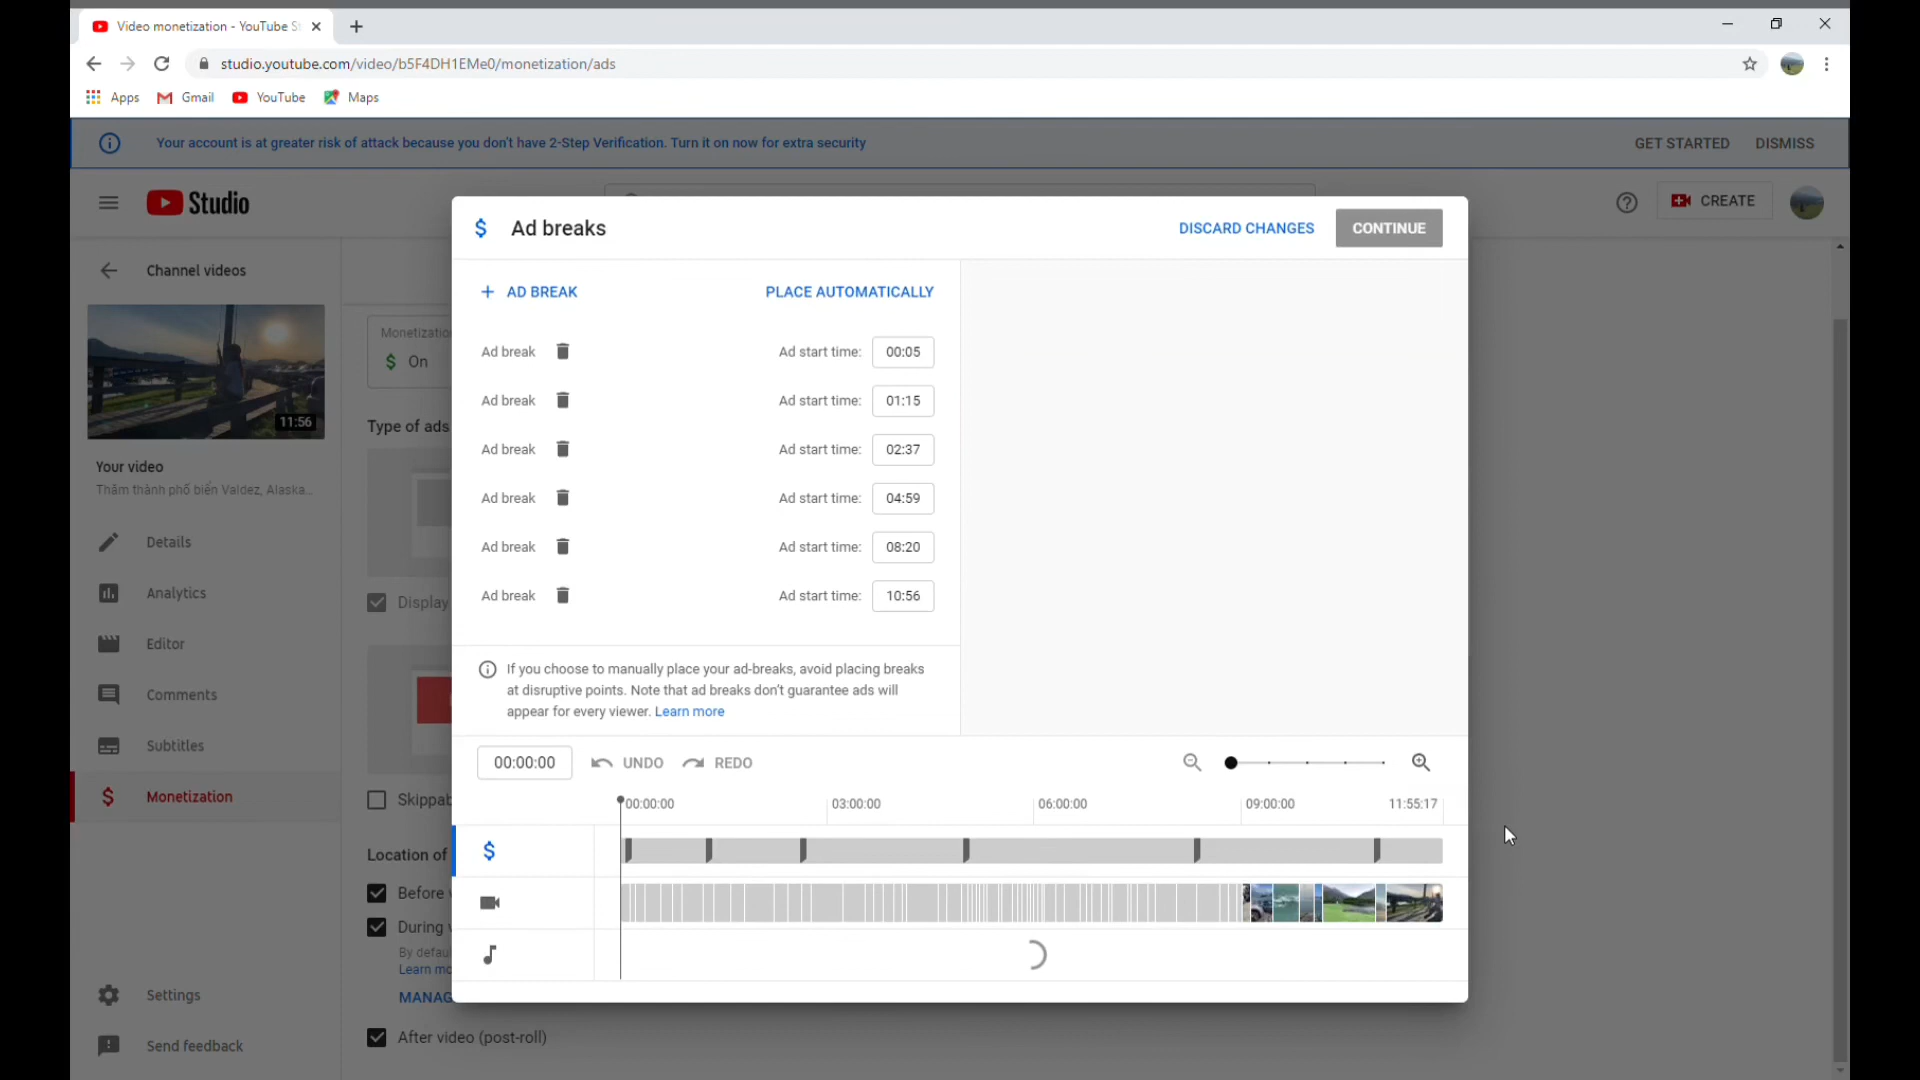 Video monetization - YouTube S
studio.youtube.com/video/b5F4DH1EMe0/monetization/ads
Apps
Gmail
YouTube
Maps
Your account is at greater risk of attack because you don't have 2-Step Verification. Turn it on now for extra security
GET STARTED
DISMISS
Studio
CREATE
Channel videos
11:56
Your video
Thăm thành phố biển Valdez, Alaska...
Details
Analytics
Editor
Comments
Subtitles
Monetization
Settings
Send feedback
Monetizatio
On
Type of ads
Display
Skippab
Location of
Before
During
By defau
Learn mo
MANAG
After video (post-roll)
Ad breaks
DISCARD CHANGES
CONTINUE
+ AD BREAK
PLACE AUTOMATICALLY
Ad break Ad start time: 00:05
Ad break Ad start time: 01:15
Ad break Ad start time: 02:37
Ad break Ad start time: 04:59
Ad break Ad start time: 08:20
Ad break Ad start time: 10:56
If you choose to manually place your ad-breaks, avoid placing breaks
at disruptive points. Note that ad breaks don't guarantee ads will
appear for every viewer. Learn more
00:00:00
UNDO
REDO
00:00:00 03:00:00 06:00:00 09:00:00 11:55:17